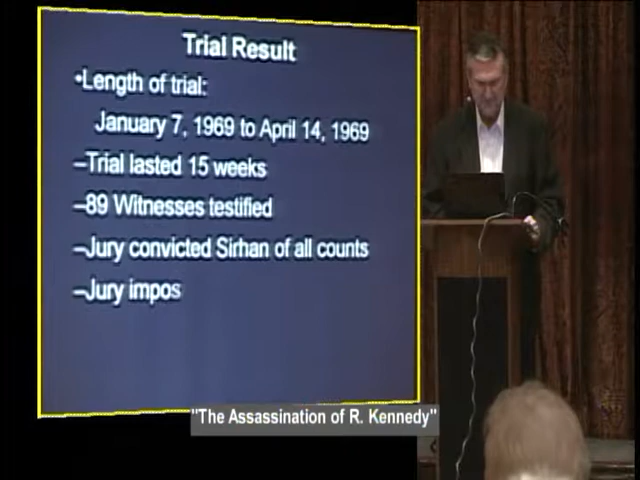 Trial Result
•Length of trial:
January 7, 1969 to April 14, 1969
–Trial lasted 15 weeks
–89 Witnesses testified
–Jury convicted Sirhan of all counts
–Jury impos
"The Assassination of R. Kennedy"